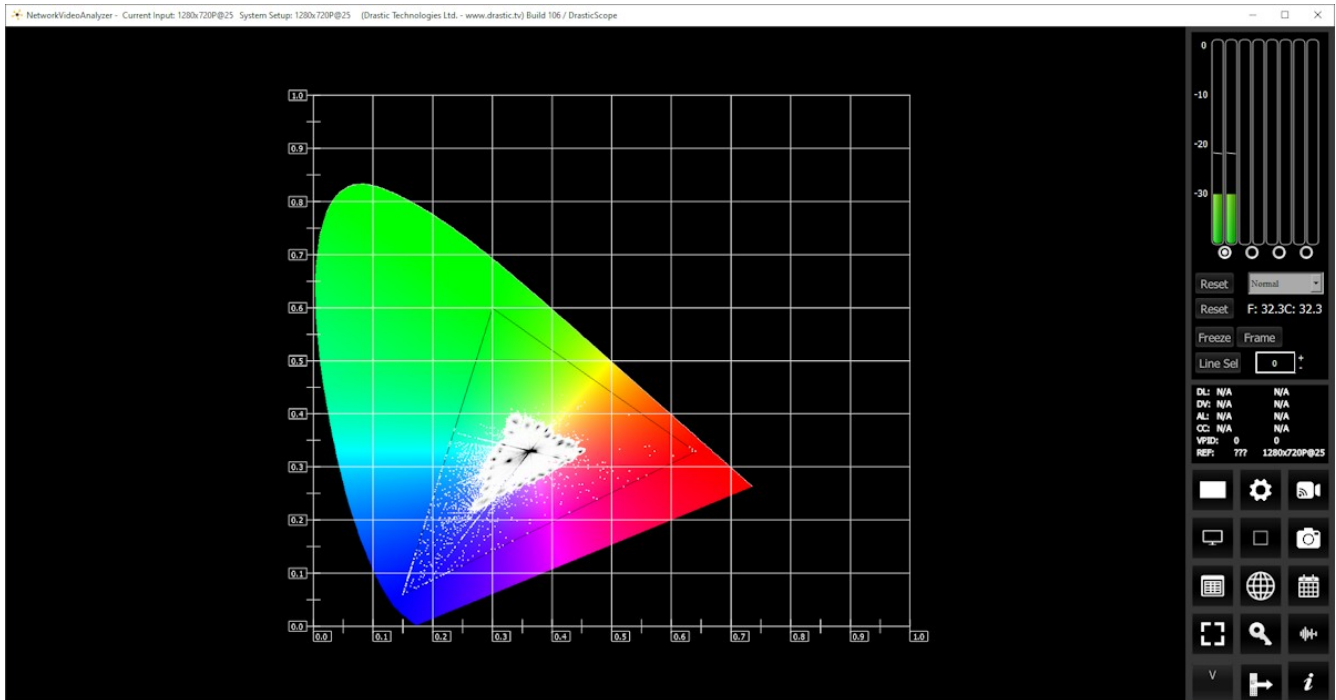 NetworkVideoAnalyzer - Current Input: 1280x720P@25 System Setup: 1280x720P@25 (Drastic Technologies Ltd. - www.drastic.tv) Build 106 / DrasticScope
1.0
0.9
0.8
0.7
0.6
0.5
0.4
0.3
0.2
0.1
0.0
0.0 0.1 0.2 0.3 0.4 0.5 0.6 0.7 0.8 0.9 1.0
0
-10
-20
-30
Reset Normal
Reset F: 32.3C: 32.3
Freeze Frame
Line Sel 0 + -
DL: N/A N/A
DV: N/A N/A
AL: N/A N/A
CC: N/A N/A
VPID: 0 0
REF: ??? 1280x720P@25
V i